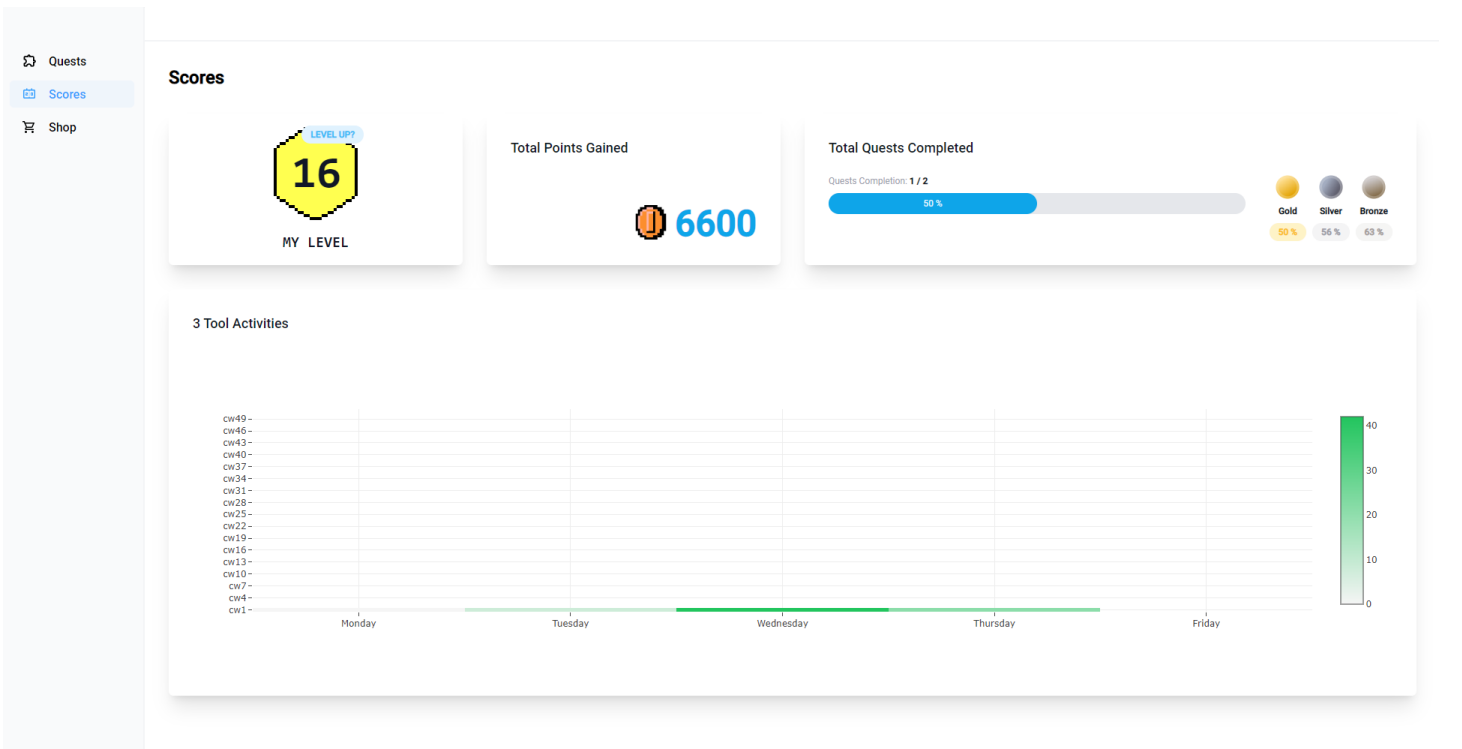 Quests
Scores
Shop
Scores
LEVEL UP?
16
MY LEVEL
Total Points Gained
6600
Total Quests Completed
Quests Completion: 1 / 2
50 %
Gold Silver Bronze
50 % 56 % 63 %
3 Tool Activities
cw49
cw46
cw43
cw40
cw37
cw34
cw31
cw28
cw25
cw22
cw19
cw16
cw13
cw10
cw7
cw4
cw1
Monday Tuesday Wednesday Thursday Friday
40
30
20
10
0